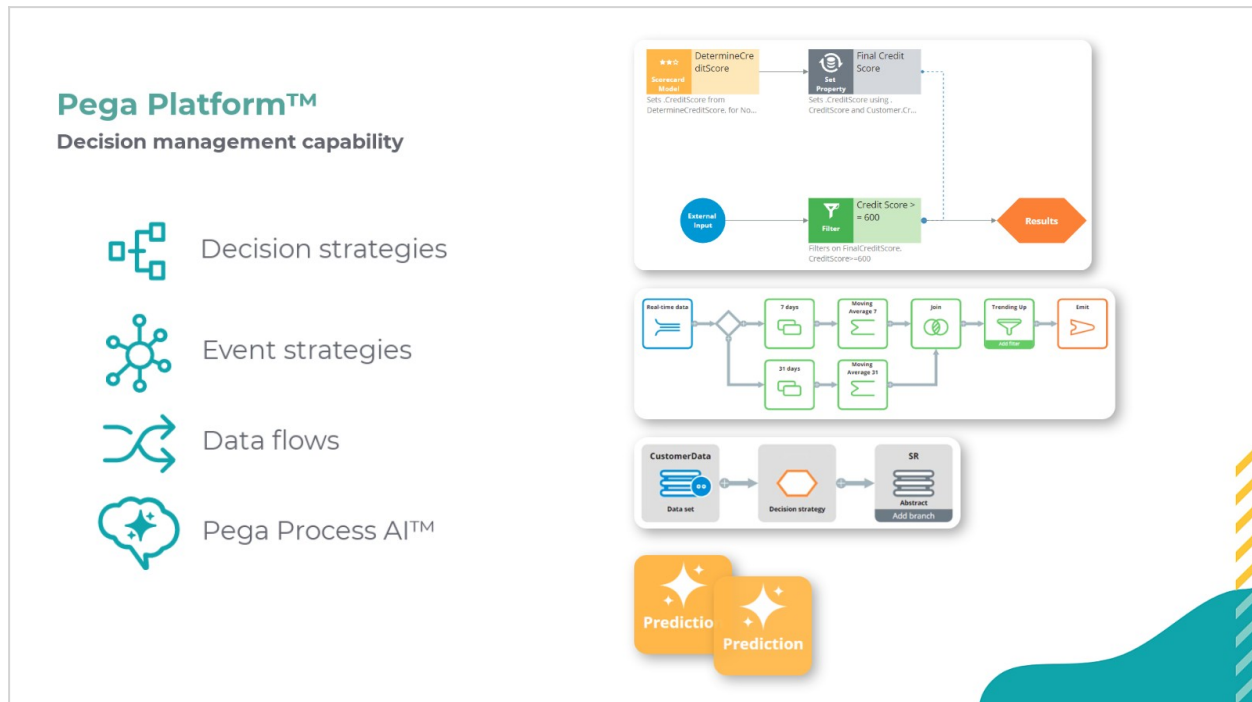 Pega Platform™
Decision management capability
Decision strategies
Event strategies
Data flows
Pega Process AI™
Scorecard
Model
DetermineCre
ditScore
Sets .CreditScore from
DetermineCreditScore, for No...
Set
Property
Final Credit
Score
Sets .CreditScore using .
CreditScore and Customer.Cr...
External
Input
Filter
Credit Score >
= 600
Filters on FinalCreditScore,
CreditScore>=600
Results
Real-time data
7 days
Moving
Average 7
Join
Trending Up
Add filter
Emit
31 days
Moving
Average 31
CustomerData
Data set
Decision strategy
SR
Abstract
Add branch
Prediction
Prediction